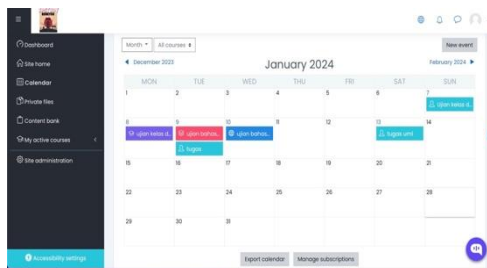 Dashboard
Site home
Calendar
Private files
Content bank
My active courses
Site administration
Accessibility settings
Month
All courses
New event
December 2023
January 2024
February 2024
MON TUE WED THU FRI SAT SUN
1 2 3 4 5 6 7
ujian kelas d...
8 9 10 11 12 13 14
ujian kelas d... ujian bahas... ujian bahas... tugas uml
tugas
15 16 17 18 19 20 21
22 23 24 25 26 27 28
29 30 31
Export calendar Manage subscriptions